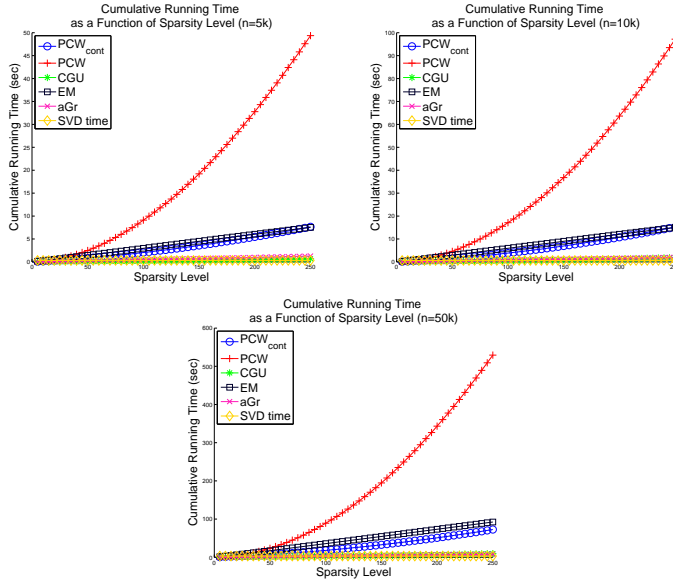 Cumulative Running Time
as a Function of Sparsity Level (n=5k)
Cumulative Running Time (sec)
50
45
40
35
30
25
20
15
10
5
0
PCWcont
PCW
CGU
EM
aGr
SVD time
0 50 100 150 200 250
Sparsity Level
Cumulative Running Time
as a Function of Sparsity Level (n=10k)
Cumulative Running Time (sec)
100
90
80
70
60
50
40
30
20
10
0
PCWcont
PCW
CGU
EM
aGr
SVD time
0 50 100 150 200 250
Sparsity Level
Cumulative Running Time
as a Function of Sparsity Level (n=50k)
Cumulative Running Time (sec)
600
500
400
300
200
100
0
PCWcont
PCW
CGU
EM
aGr
SVD time
0 50 100 150 200 250
Sparsity Level